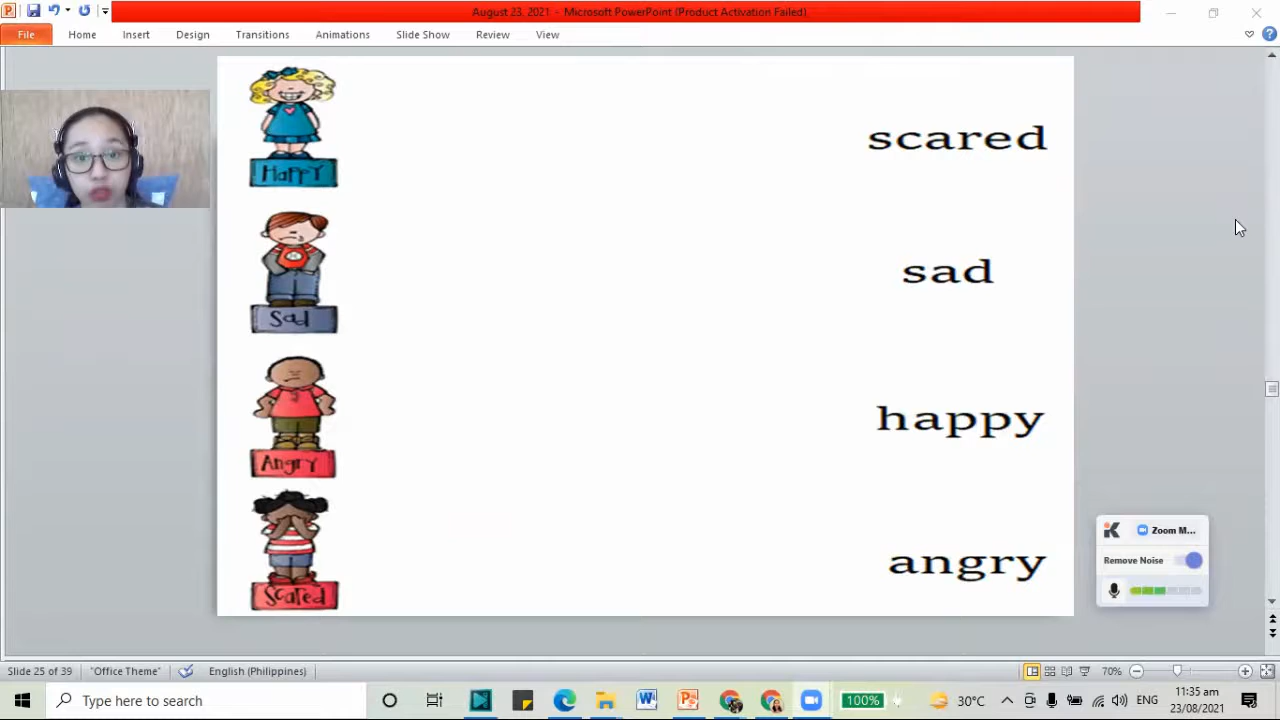 August 23, 2021 - Microsoft PowerPoint (Product Activation Failed)
File Home Insert Design Transitions Animations Slide Show Review View
Happy
scared
Sad
sad
Angry
happy
Scared
angry
Zoom M...
Remove Noise
Slide 25 of 39 "Office Theme" English (Philippines) 70%
Type here to search 100% 30°C ENG 11:35 am
23/08/2021